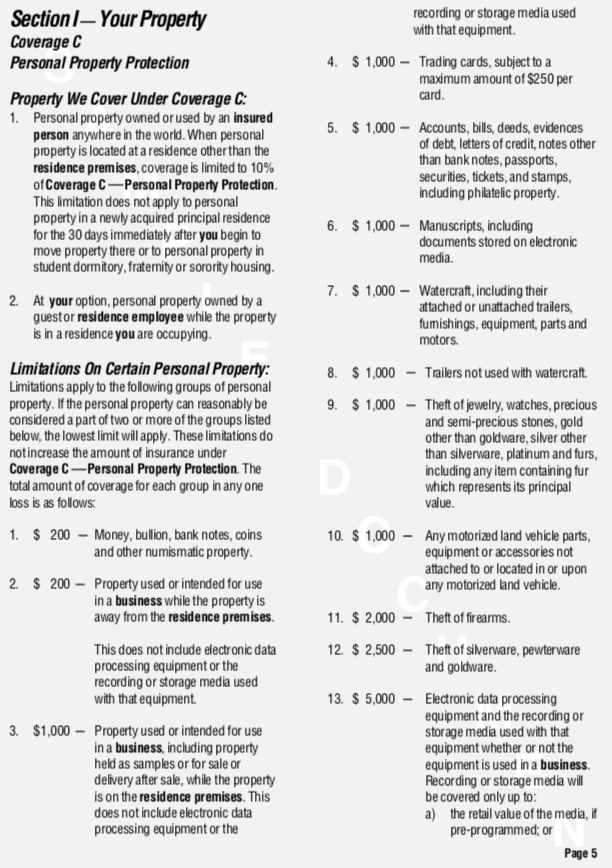 Section I— Your Property
Coverage C
Personal Property Protection
Property We Cover Under Coverage C:
1. Personal property owned or used by an insured
person anywhere in the world. When personal
property is located at a residence other than the
residence premises, coverage is limited to 10%
of Coverage C—Personal Property Protection.
This limitation does not apply to personal
property in a newly acquired principal residence
for the 30 days immediately after you begin to
move property there or to personal property in
student dormitory, fraternity or sorority housing.
2. At your option, personal property owned by a
guest or residence employee while the property
is in a residence you are occupying.
Limitations On Certain Personal Property:
Limitations apply to the following groups of personal
property. If the personal property can reasonably be
considered a part of two or more of the groups listed
below, the lowest limit will apply. These limitations do
not increase the amount of insurance under
Coverage C—Personal Property Protection. The
total amount of coverage for each group in any one
loss is as follows:
1. $ 200 — Money, bullion, bank notes, coins
and other numismatic property.
2. $ 200 — Property used or intended for use
in a business while the property is
away from the residence premises.
This does not include electronic data
processing equipment or the
recording or storage media used
with that equipment.
3. $1,000 — Property used or intended for use
in a business, including property
held as samples or for sale or
delivery after sale, while the property
is on the residence premises. This
does not include electronic data
processing equipment or the
recording or storage media used
with that equipment.
4. $ 1,000 — Trading cards, subject to a
maximum amount of $250 per
card.
5. $ 1,000 — Accounts, bills, deeds, evidences
of debt, letters of credit, notes other
than bank notes, passports,
securities, tickets, and stamps,
including philatelic property.
6. $ 1,000 — Manuscripts, including
documents stored on electronic
media.
7. $ 1,000 — Watercraft, including their
attached or unattached trailers,
furnishings, equipment, parts and
motors.
8. $ 1,000 — Trailers not used with watercraft.
9. $ 1,000 — Theft of jewelry, watches, precious
and semi-precious stones, gold
other than goldware, silver other
than silverware, platinum and furs,
including any item containing fur
which represents its principal
value.
10. $ 1,000 — Any motorized land vehicle parts,
equipment or accessories not
attached to or located in or upon
any motorized land vehicle.
11. $ 2,000 — Theft of firearms.
12. $ 2,500 — Theft of silverware, pewterware
and goldware.
13. $ 5,000 — Electronic data processing
equipment and the recording or
storage media used with that
equipment whether or not the
equipment is used in a business.
Recording or storage media will
be covered only up to:
a) the retail value of the media, if
pre-programmed; or
Page 5